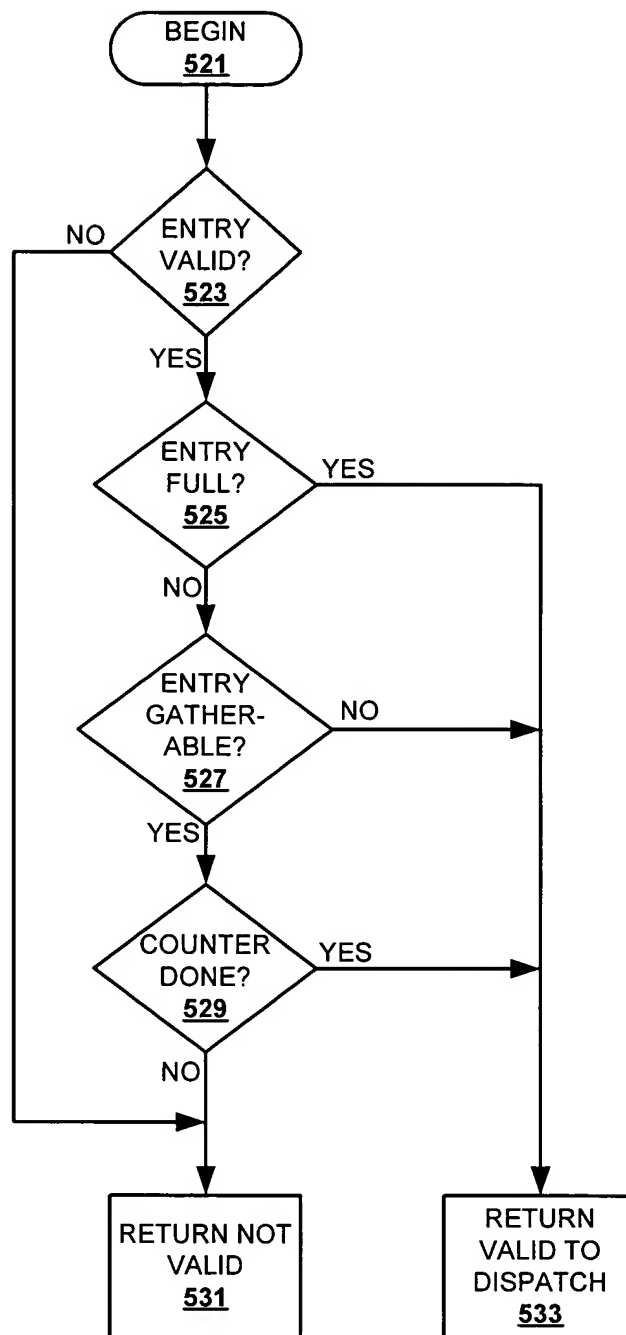 BEGIN
521
NO
ENTRY
VALID?
523
YES
ENTRY
FULL?
525
YES
NO
ENTRY
GATHER-
ABLE?
527
NO
YES
COUNTER
DONE?
529
YES
NO
RETURN NOT
VALID
531
RETURN
VALID TO
DISPATCH
533